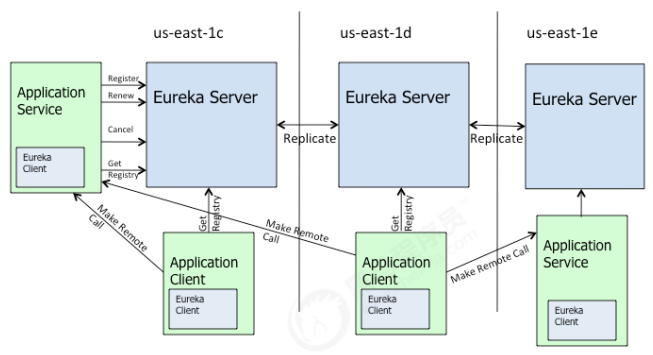 us-east-1c
us-east-1d
us-east-1e
Application
Service
Eureka
Client
Register
Renew
Cancel
Get
Registry
Eureka Server
Replicate
Eureka Server
Replicate
Eureka Server
Make Remote
Call
Get
Registry
Make Remote
Call
Get
Registry
Make Remote Call
Application
Client
Eureka
Client
Application
Client
Eureka
Client
Application
Service
Eureka
Client